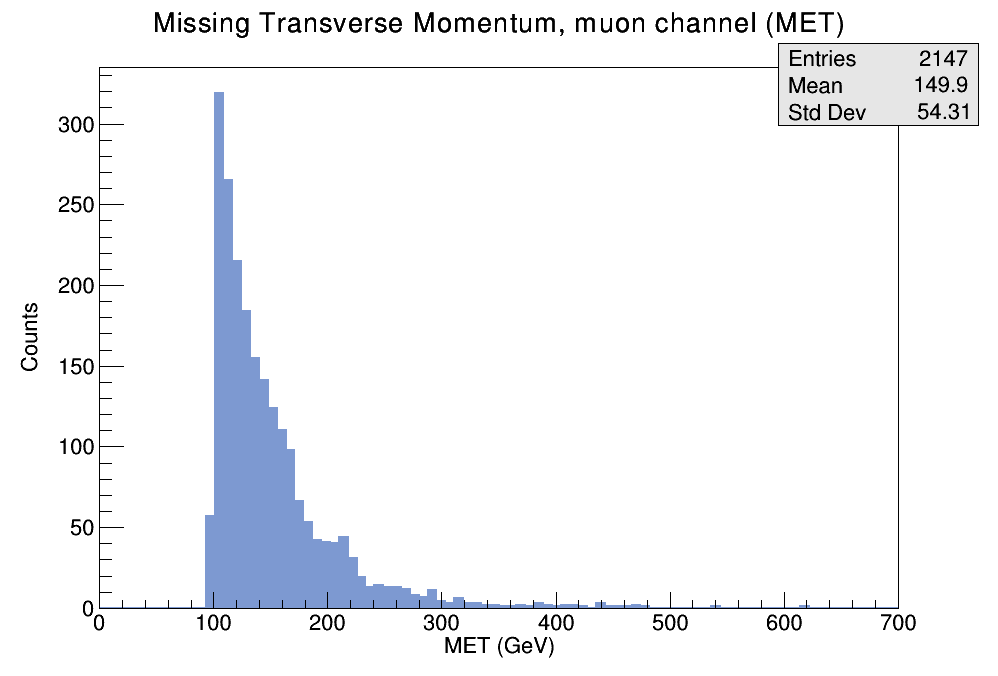 Missing Transverse Momentum, muon channel (MET)
Entries 2147
Mean 149.9
Std Dev 54.31
300
250
200
150
100
50
0
Counts
0 100 200 300 400 500 600 700
MET (GeV)